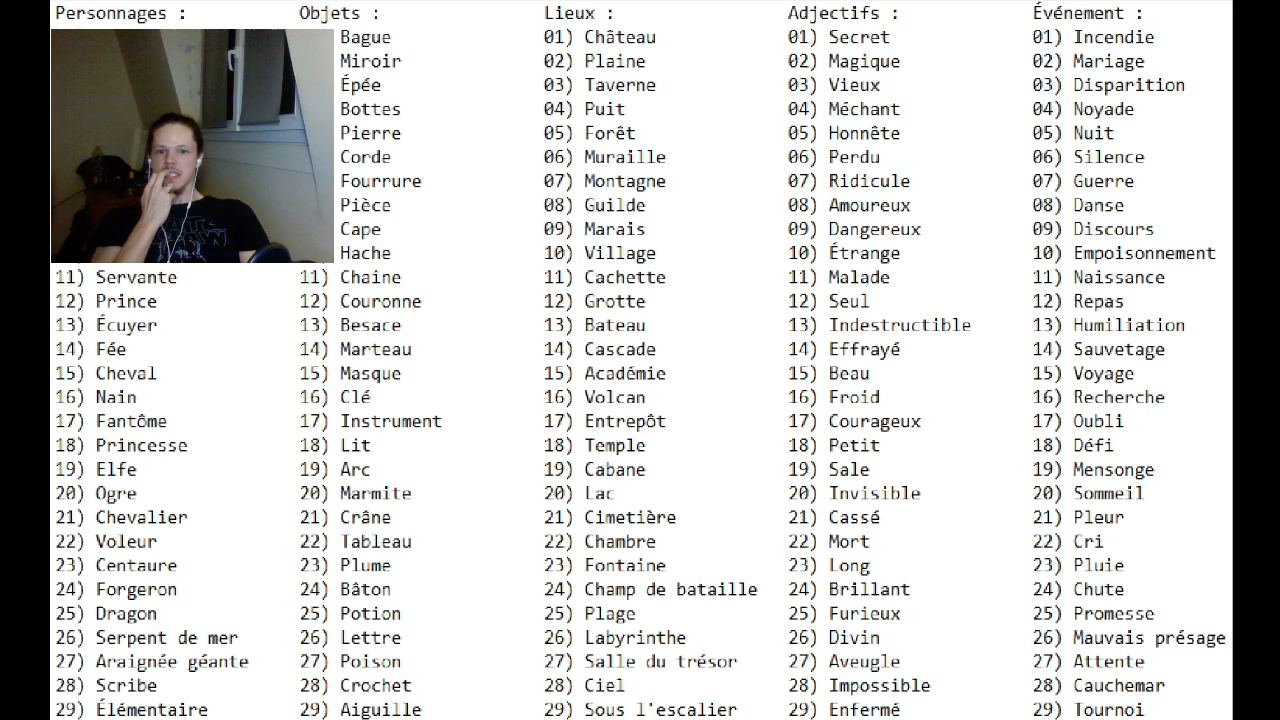 Personnages : Objets : Lieux : Adjectifs : Événement :
Bague 01) Château 01) Secret 01) Incendie
Miroir 02) Plaine 02) Magique 02) Mariage
Épée 03) Taverne 03) Vieux 03) Disparition
Bottes 04) Puit 04) Méchant 04) Noyade
Pierre 05) Forêt 05) Honnête 05) Nuit
Corde 06) Muraille 06) Perdu 06) Silence
Fourrure 07) Montagne 07) Ridicule 07) Guerre
Pièce 08) Guilde 08) Amoureux 08) Danse
Cape 09) Marais 09) Dangereux 09) Discours
Hache 10) Village 10) Étrange 10) Empoisonnement
11) Servante 11) Chaine 11) Cachette 11) Malade 11) Naissance
12) Prince 12) Couronne 12) Grotte 12) Seul 12) Repas
13) Écuyer 13) Besace 13) Bateau 13) Indestructible 13) Humiliation
14) Fée 14) Marteau 14) Cascade 14) Effrayé 14) Sauvetage
15) Cheval 15) Masque 15) Académie 15) Beau 15) Voyage
16) Nain 16) Clé 16) Volcan 16) Froid 16) Recherche
17) Fantôme 17) Instrument 17) Entrepôt 17) Courageux 17) Oubli
18) Princesse 18) Lit 18) Temple 18) Petit 18) Défi
19) Elfe 19) Arc 19) Cabane 19) Sale 19) Mensonge
20) Ogre 20) Marmite 20) Lac 20) Invisible 20) Sommeil
21) Chevalier 21) Crâne 21) Cimetière 21) Cassé 21) Pleur
22) Voleur 22) Tableau 22) Chambre 22) Mort 22) Cri
23) Centaure 23) Plume 23) Fontaine 23) Long 23) Pluie
24) Forgeron 24) Bâton 24) Champ de bataille 24) Brillant 24) Chute
25) Dragon 25) Potion 25) Plage 25) Furieux 25) Promesse
26) Serpent de mer 26) Lettre 26) Labyrinthe 26) Divin 26) Mauvais présage
27) Araignée géante 27) Poison 27) Salle du trésor 27) Aveugle 27) Attente
28) Scribe 28) Crochet 28) Ciel 28) Impossible 28) Cauchemar
29) Élémentaire 29) Aiguille 29) Sous l'escalier 29) Enfermé 29) Tournoi